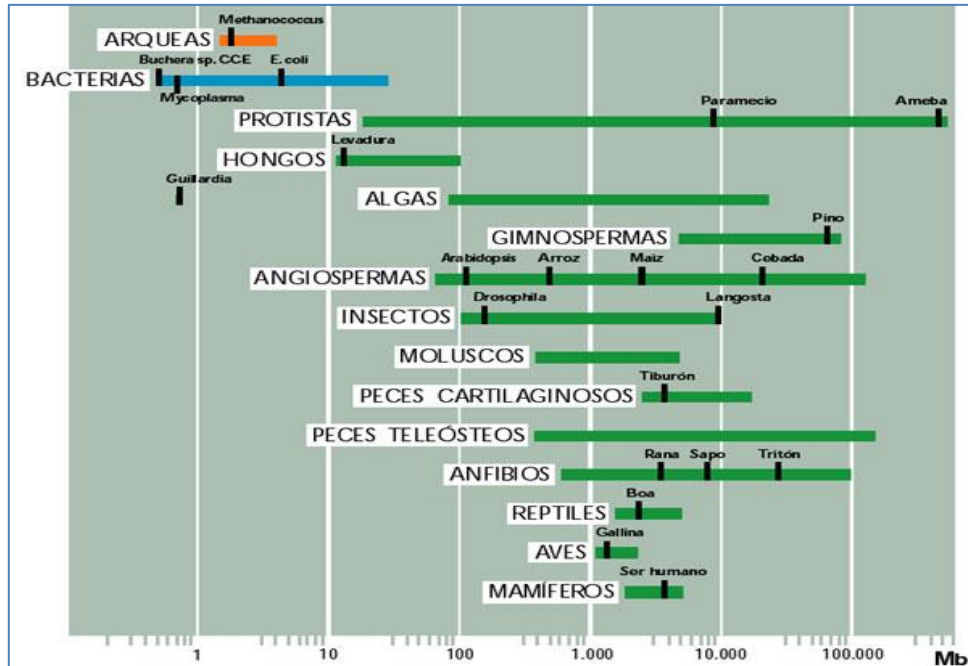 Methanococcus
ARQUEAS
Buchera sp. CCE E. coli
BACTERIAS
Mycoplasma
Paramecio Ameba
PROTISTAS
Levadura
HONGOS
Guillardia
ALGAS
Pino
GIMNOSPERMAS
Arabidopsis Arroz Maiz Cebada
ANGIOSPERMAS
Drosophila Langosta
INSECTOS
MOLUSCOS
Tiburón
PECES CARTILAGINOSOS
PECES TELEÓSTEOS
Rana Sapo Tritón
ANFIBIOS
Boa
REPTILES
Gallina
AVES
Ser humano
MAMÍFEROS
1 10 100 1.000 10.000 100.000 Mb